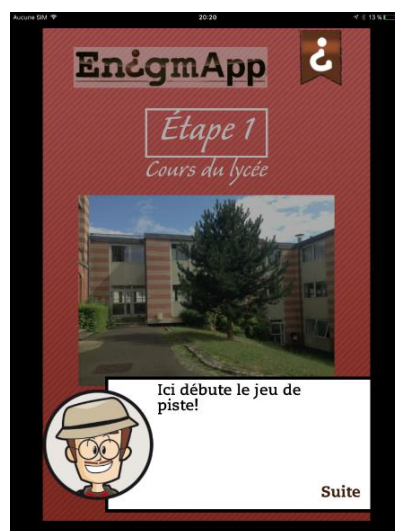 Aucune SIM 20:20 13 %
EnigmApp
Étape 1
Cours du lycée
Ici débute le jeu de
piste!
Suite